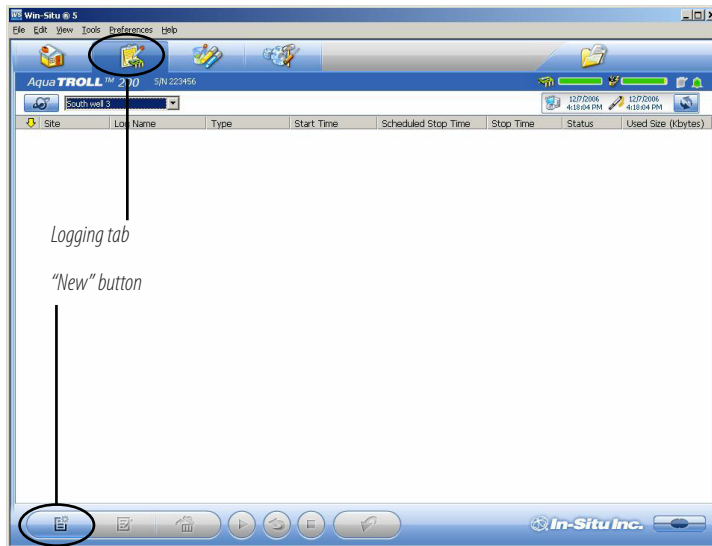 Win-Situ ® 5
File Edit View Tools Preferences Help
AquaTROLL™ 200 S/N 223456
South well 3 12/7/2006 4:18:04 PM 12/7/2006 4:18:04 PM
Site Log Name Type Start Time Scheduled Stop Time Stop Time Status Used Size (Kbytes)
Logging tab
“New” button
In-Situ Inc.